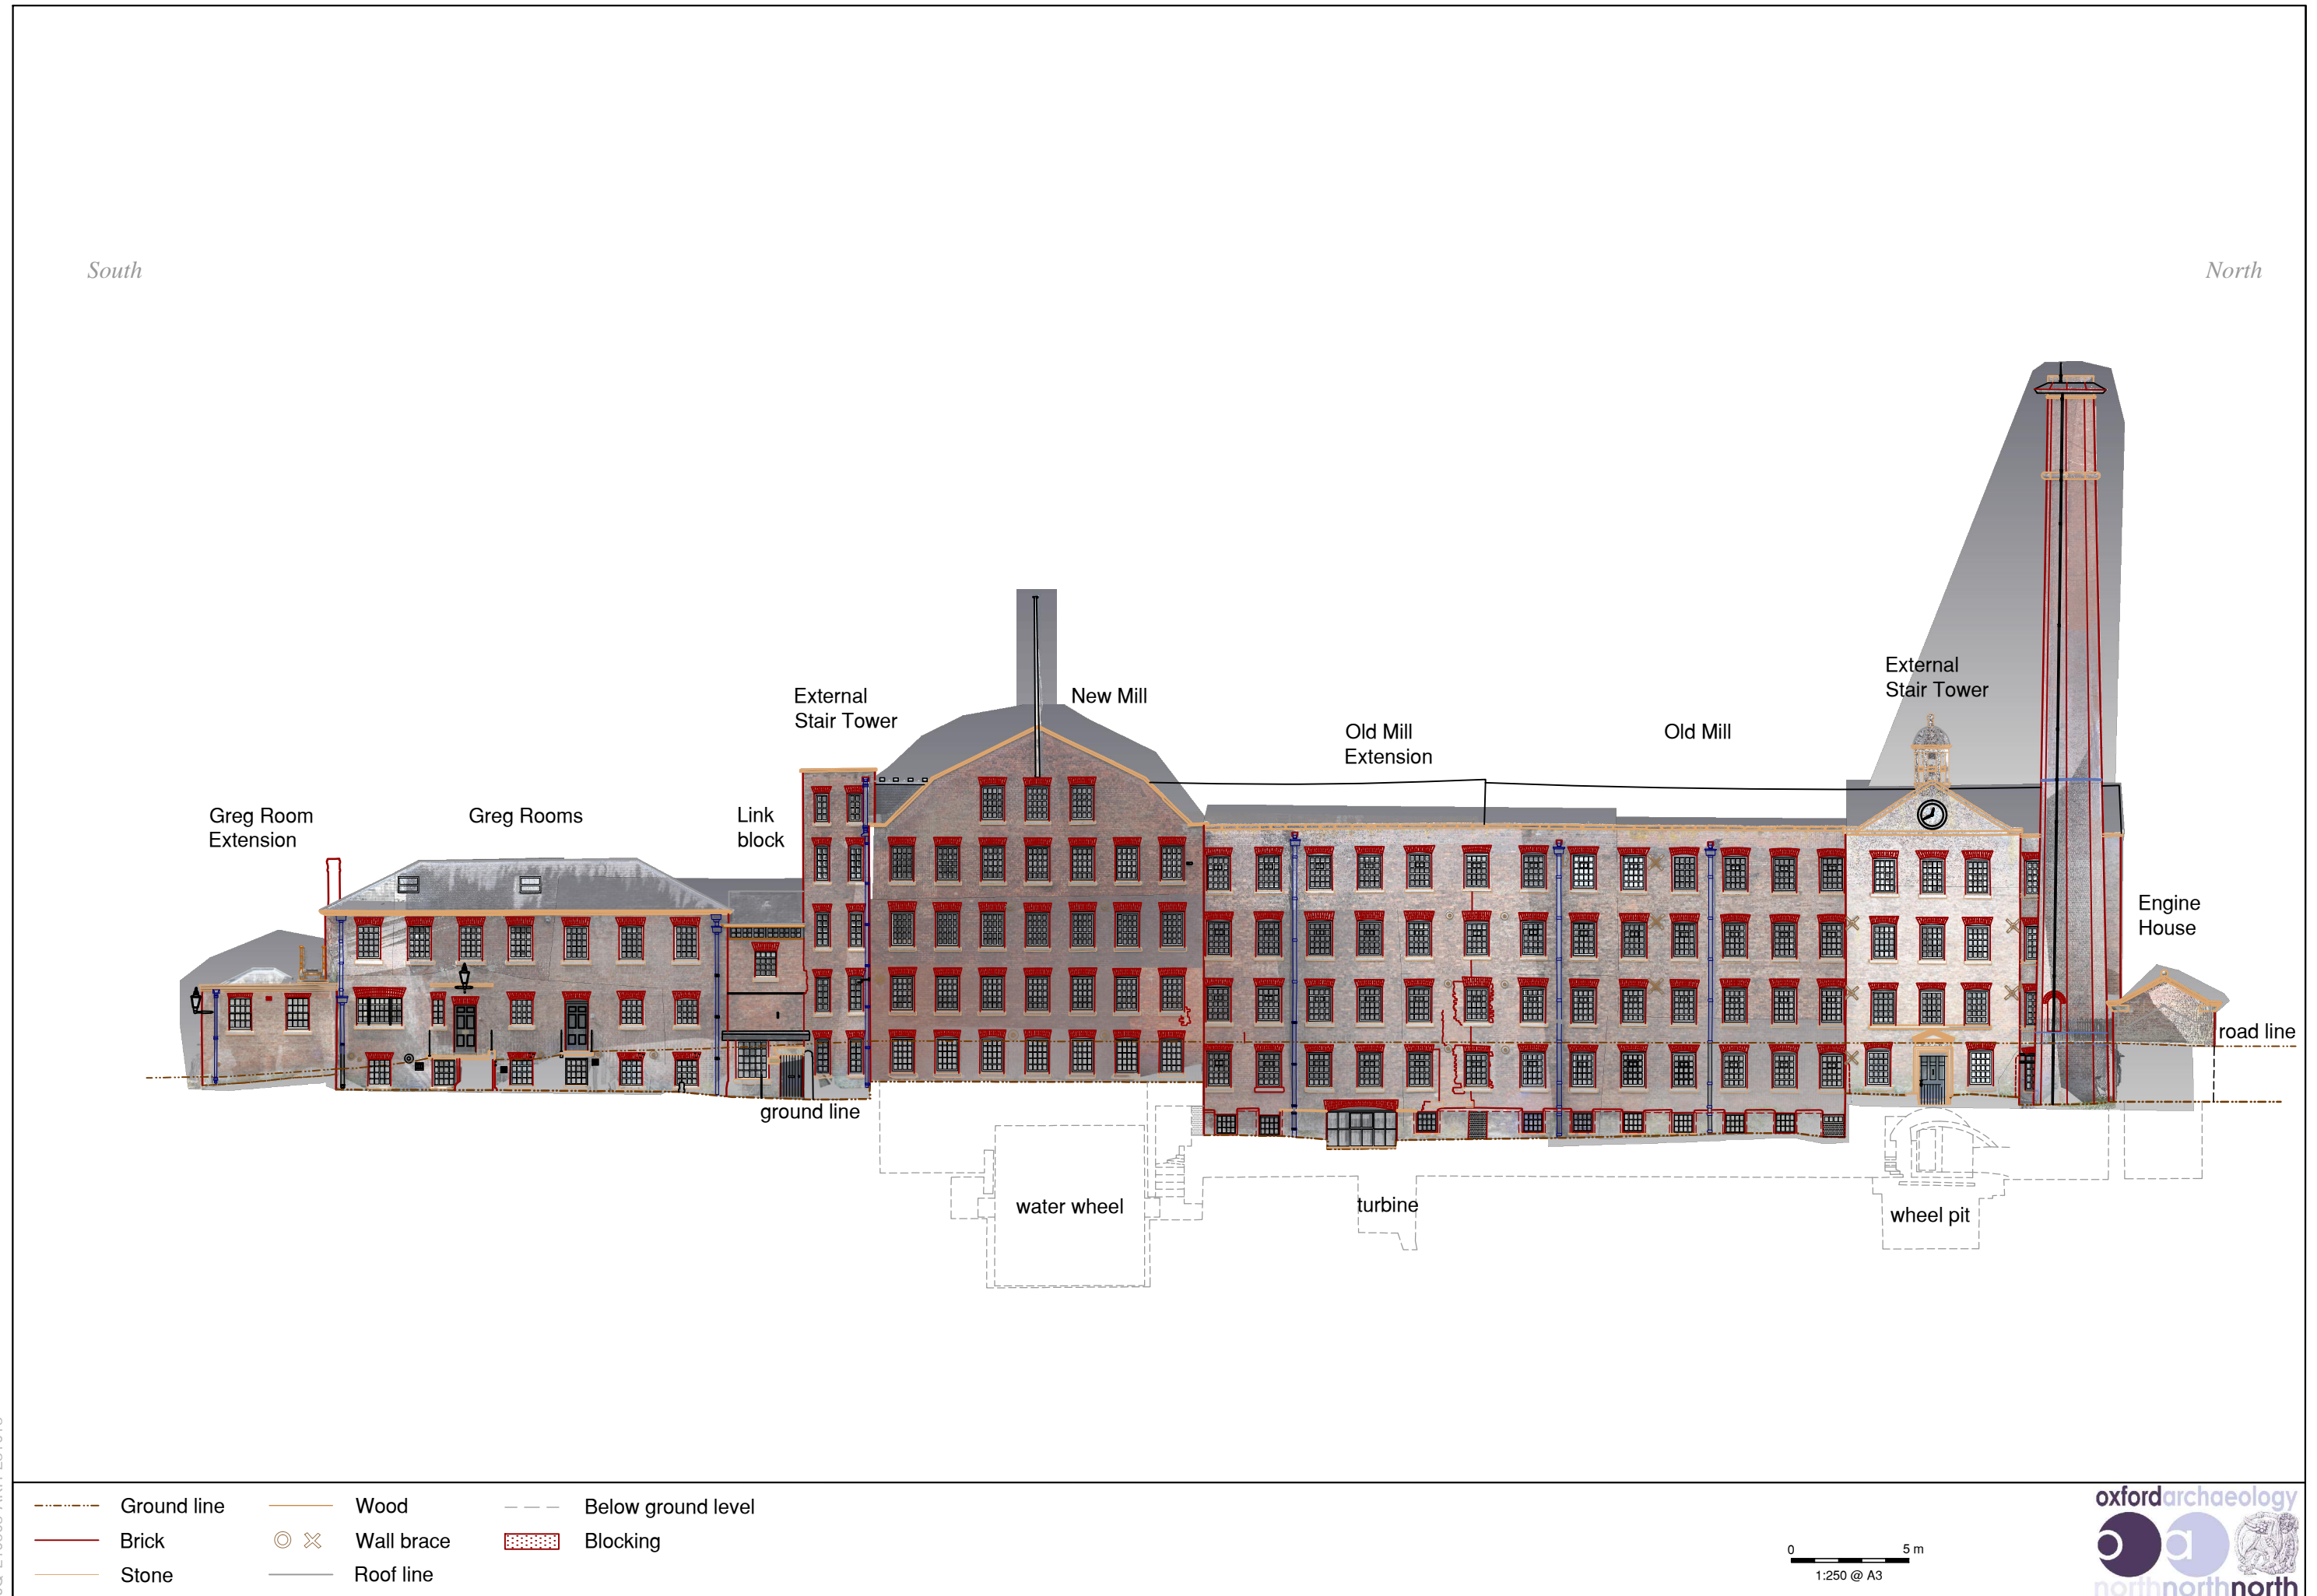 South
North
External
Stair Tower
New Mill
External
Stair Tower
Old Mill
Extension
Old Mill
Greg Room
Extension
Greg Rooms
Link
block
Engine
House
road line
ground line
water wheel
turbine
wheel pit
Ground line
Wood
Below ground level
Brick
Wall brace
Blocking
Stone
Roof line
0 5 m
1:250 @ A3
oxfordarchaeology
oa
northnorthnorth